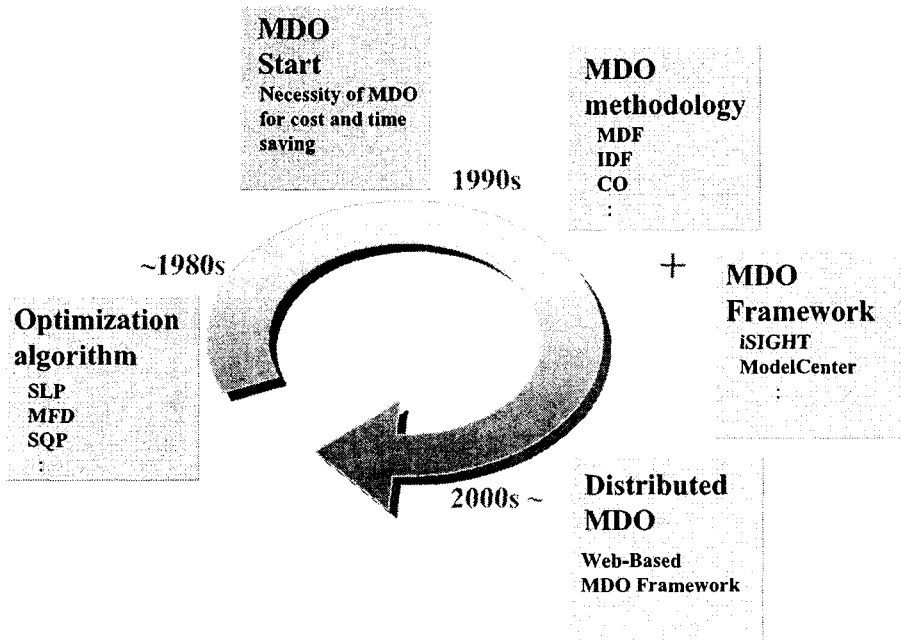 MDO
Start
Necessity of MDO
for cost and time
saving
MDO
methodology
MDF
IDF
CO
:
1990s
~1980s
+
MDO
Framework
iSIGHT
ModelCenter
:
Optimization
algorithm
SLP
MFD
SQP
:
2000s ~
Distributed
MDO
Web-Based
MDO Framework